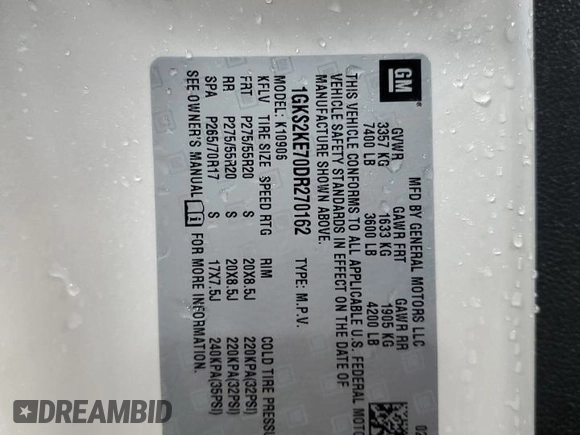 GM ®
MFD BY GENERAL MOTORS LLC
GVWR GAWR FRT GAWR RR
3357 KG 1633 KG 1905 KG
7400 LB 3600 LB 4200 LB
THIS VEHICLE CONFORMS TO ALL APPLICABLE U.S. FEDERAL MOTOR
VEHICLE SAFETY STANDARDS IN EFFECT ON THE DATE OF
MANUFACTURE SHOWN ABOVE.
1GKS2KE70DR270162 TYPE: M.P.V.
MODEL: K10906
KFLV TIRE SIZE SPEED RTG RIM COLD TIRE PRESSU
FRT P275/55R20 S 20X8.5J 220KPA(32PSI)
RR P275/55R20 S 20X8.5J 220KPA(32PSI)
SPA P265/70R17 S 17X7.5J 240KPA(35PSI)
SEE OWNER'S MANUAL i FOR MORE INFORMATION.
02
DREAMBID